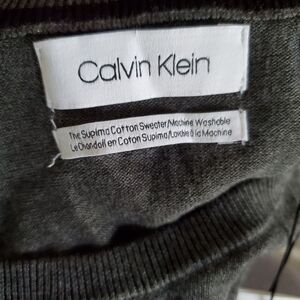 Calvin Klein
The Supima Cotton Sweater/Machine Washable
Le Chandail en Coton Supima/Lavable à la Machine